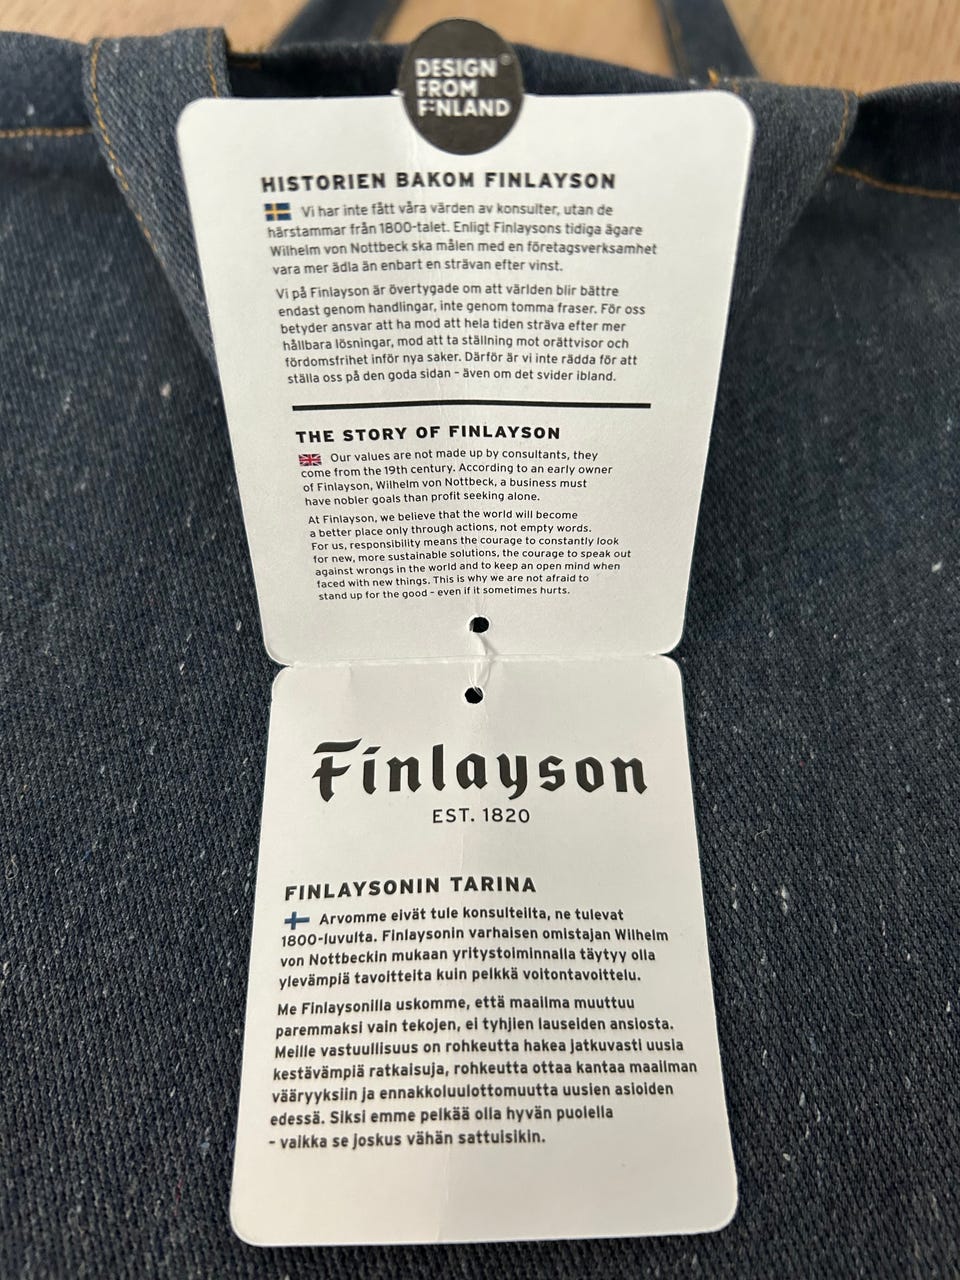 DESIGN
FROM
FINLAND
HISTORIEN BAKOM FINLAYSON
Vi har inte fått våra värden av konsulter, utan de
härstammar från 1800-talet. Enligt Finlaysons tidiga ägare
Wilhelm von Nottbeck ska målen med en företagsverksamhet
vara mer ädla än enbart en strävan efter vinst.
Vi på Finlayson är övertygade om att världen blir bättre
endast genom handlingar, inte genom tomma fraser. För oss
betyder ansvar att ha mod att hela tiden sträva efter mer
hållbara lösningar, mod att ta ställning mot orättvisor och
fördomsfrihet inför nya saker. Därför är vi inte rädda för att
ställa oss på den goda sidan - även om det svider ibland.
THE STORY OF FINLAYSON
Our values are not made up by consultants, they
come from the 19th century. According to an early owner
of Finlayson, Wilhelm von Nottbeck, a business must
have nobler goals than profit seeking alone.
At Finlayson, we believe that the world will become
a better place only through actions, not empty words.
For us, responsibility means the courage to constantly look
for new, more sustainable solutions, the courage to speak out
against wrongs in the world and to keep an open mind when
faced with new things. This is why we are not afraid to
stand up for the good - even if it sometimes hurts.
Finlayson
EST. 1820
FINLAYSONIN TARINA
Arvomme eivät tule konsulteilta, ne tulevat
1800-luvulta. Finlaysonin varhaisen omistajan Wilhelm
von Nottbeckin mukaan yritystoiminnalla täytyy olla
ylevämpiä tavoitteita kuin pelkkä voitontavoittelu.
Me Finlaysonilla uskomme, että maailma muuttuu
paremmaksi vain tekojen, ei tyhjien lauseiden ansiosta.
Meille vastuullisuus on rohkeutta hakea jatkuvasti uusia
kestävämpiä ratkaisuja, rohkeutta ottaa kantaa maailman
vääryyksiin ja ennakkoluulottomuutta uusien asioiden
edessä. Siksi emme pelkää olla hyvän puolella
- vaikka se joskus vähän sattuisikin.